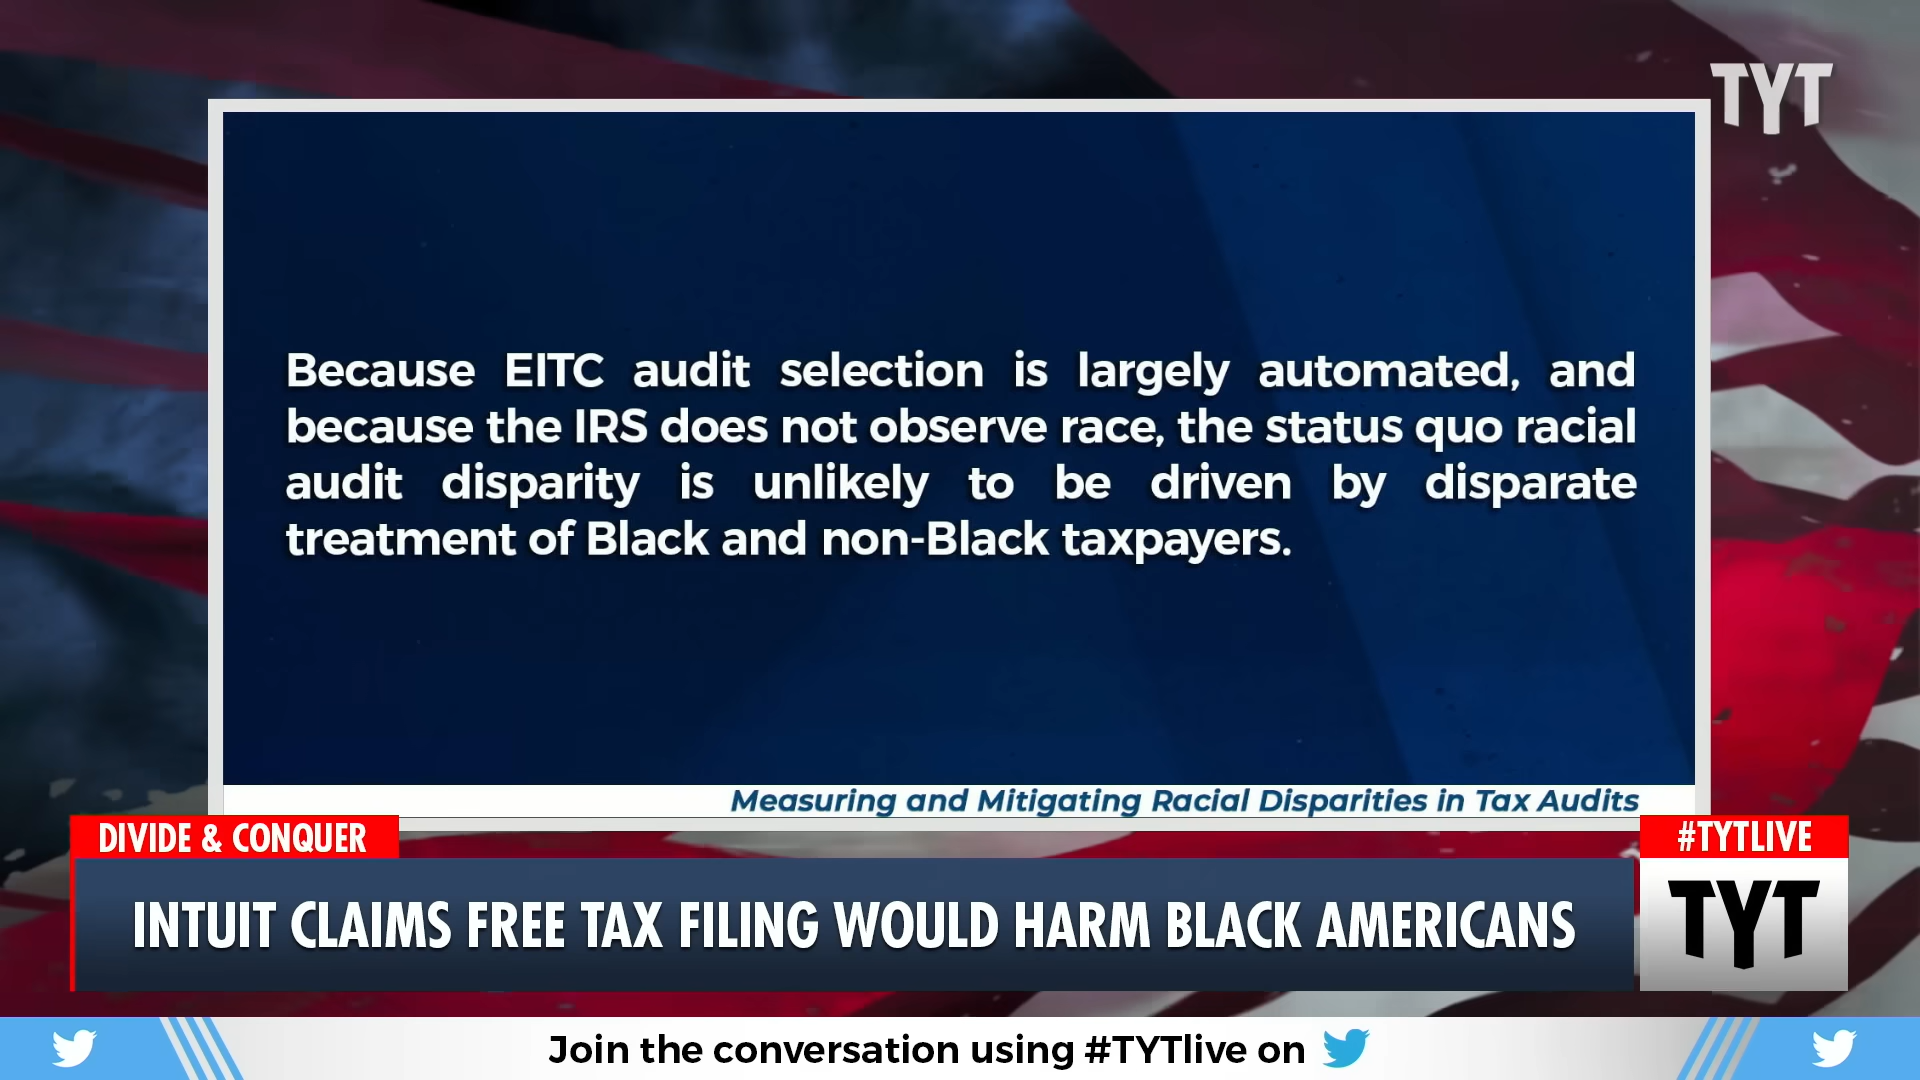 TYT
Because EITC audit selection is largely automated, and
because the IRS does not observe race, the status quo racial
audit disparity is unlikely to be driven by disparate
treatment of Black and non-Black taxpayers.
Measuring and Mitigating Racial Disparities in Tax Audits
DIVIDE & CONQUER
#TYTLIVE
INTUIT CLAIMS FREE TAX FILING WOULD HARM BLACK AMERICANS
TYT
Join the conversation using #TYTlive on